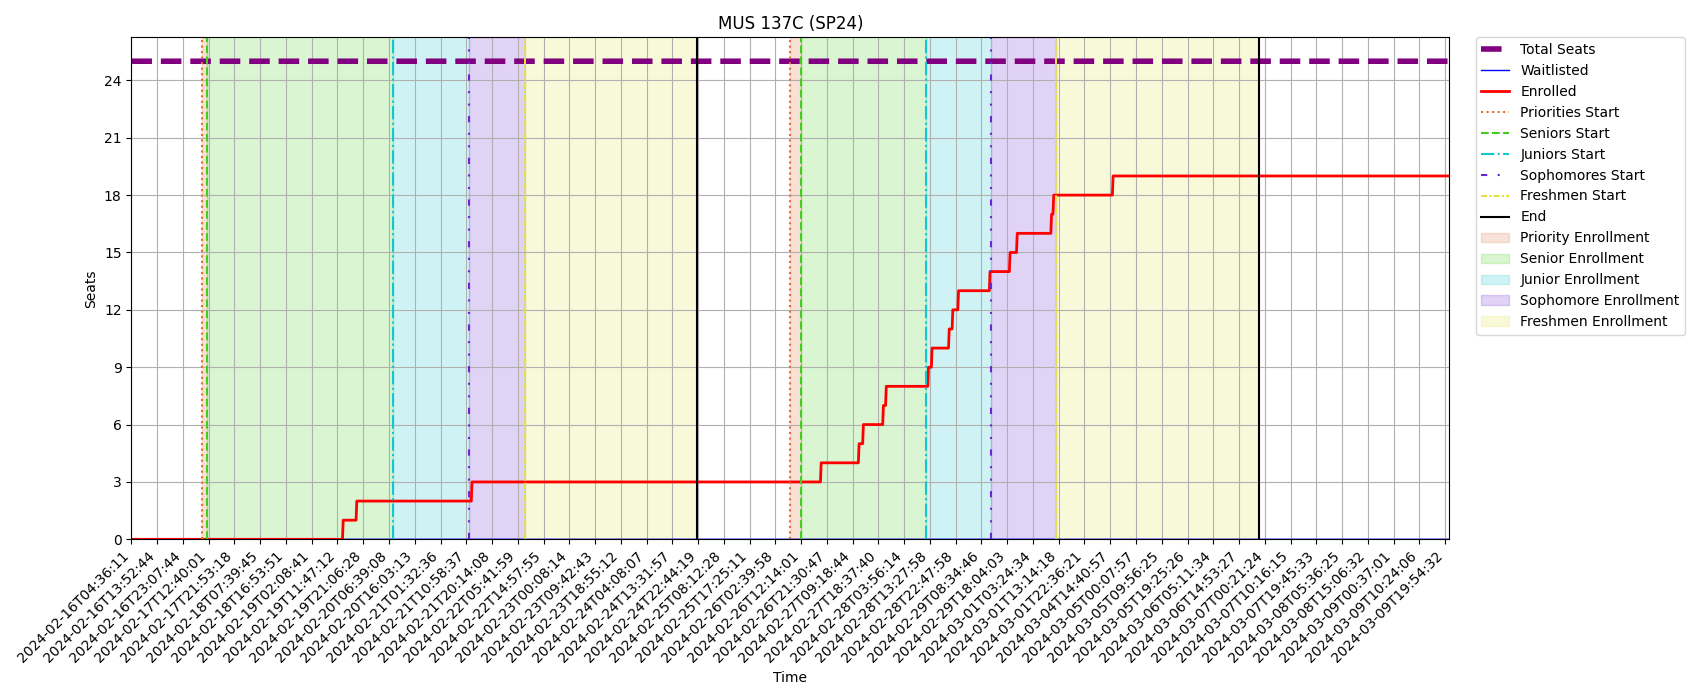 MUS 137C (SP24)
Seats
24
21
18
15
12
9
6
3
0
2024-02-16T04:36:11
2024-02-16T13:52:44
2024-02-16T23:07:44
2024-02-17T12:40:01
2024-02-17T21:53:18
2024-02-18T07:39:45
2024-02-18T16:53:51
2024-02-19T02:08:41
2024-02-19T11:47:12
2024-02-19T21:06:28
2024-02-20T06:39:08
2024-02-20T16:03:13
2024-02-21T01:32:36
2024-02-21T10:58:37
2024-02-21T20:14:08
2024-02-22T05:41:59
2024-02-22T14:57:55
2024-02-23T00:08:14
2024-02-23T09:42:43
2024-02-23T18:55:12
2024-02-24T04:08:07
2024-02-24T13:31:57
2024-02-24T22:44:19
2024-02-25T08:12:28
2024-02-25T17:25:11
2024-02-26T02:39:58
2024-02-26T12:14:01
2024-02-26T21:30:47
2024-02-27T09:18:44
2024-02-27T18:37:40
2024-02-28T03:56:14
2024-02-28T13:27:58
2024-02-28T22:47:58
2024-02-29T08:34:46
2024-02-29T18:04:03
2024-03-01T03:24:34
2024-03-01T13:14:18
2024-03-01T22:36:21
2024-03-04T14:40:57
2024-03-05T00:07:57
2024-03-05T09:56:25
2024-03-05T19:25:26
2024-03-06T05:11:34
2024-03-06T14:53:27
2024-03-07T00:21:24
2024-03-07T10:16:15
2024-03-07T19:45:33
2024-03-08T05:36:25
2024-03-08T15:06:32
2024-03-09T00:37:01
2024-03-09T10:24:06
2024-03-09T19:54:32
Time
Total Seats
Waitlisted
Enrolled
Priorities Start
Seniors Start
Juniors Start
Sophomores Start
Freshmen Start
End
Priority Enrollment
Senior Enrollment
Junior Enrollment
Sophomore Enrollment
Freshmen Enrollment